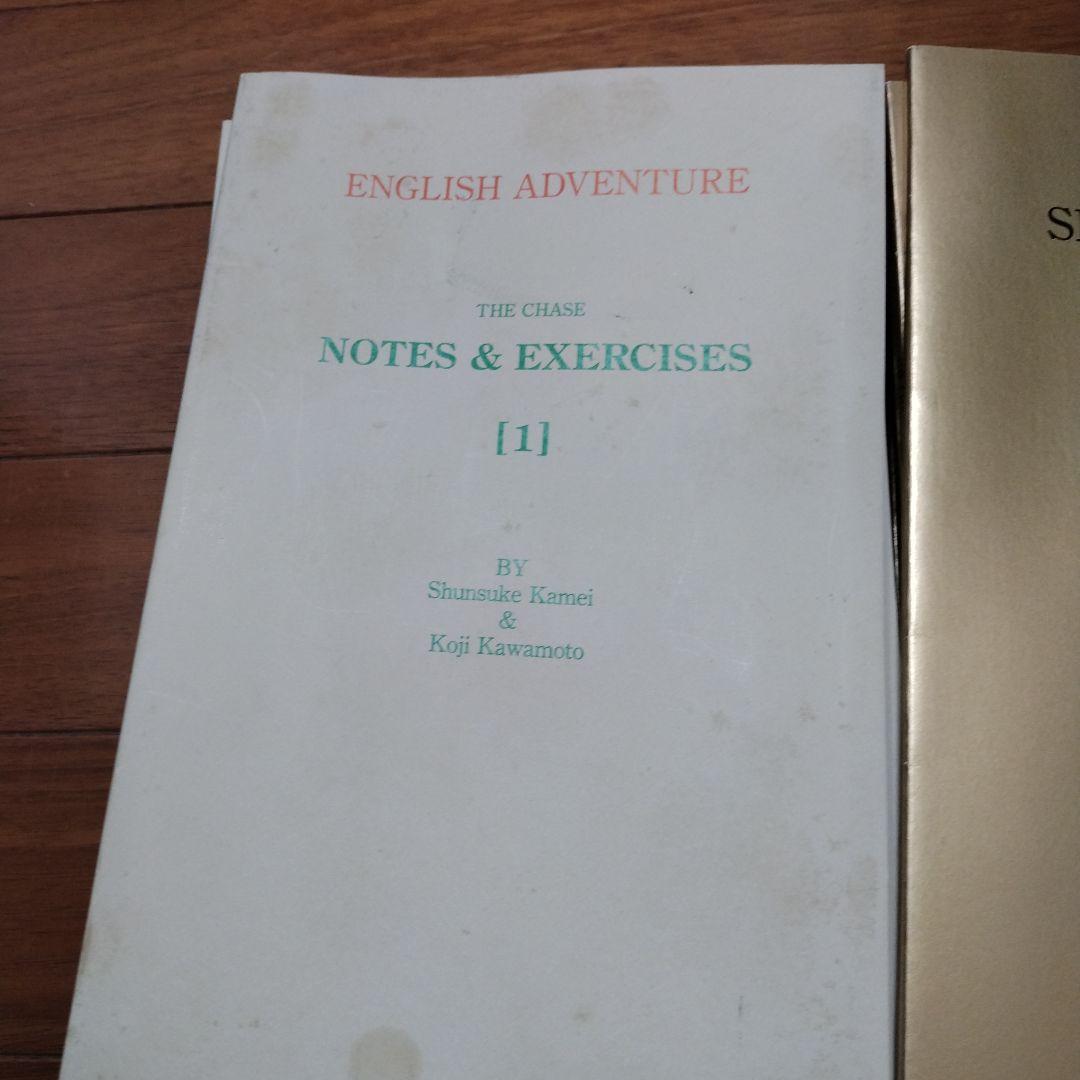 ENGLISH ADVENTURE
THE CHASE
NOTES & EXERCISES
[1]
BY
Shunsuke Kamei
&
Koji Kawamoto